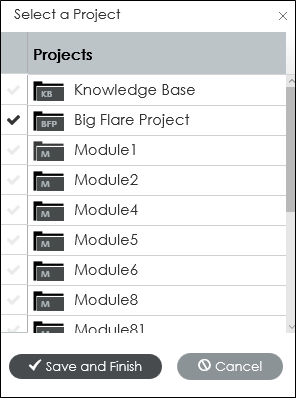 Select a Project
Projects
KB Knowledge Base
BFP Big Flare Project
M Module1
M Module2
M Module4
M Module5
M Module6
M Module8
M Module81
Save and Finish Cancel